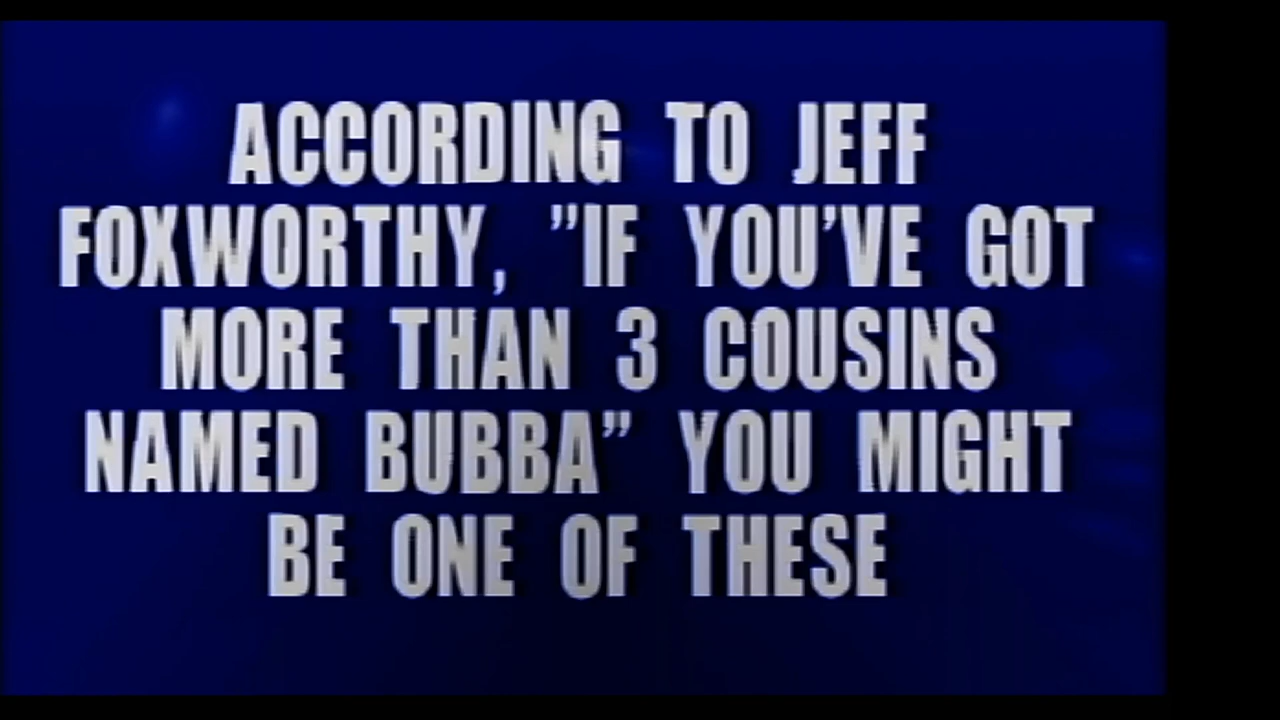 ACCORDING TO JEFF
FOXWORTHY, ”IF YOU’VE GOT
MORE THAN 3 COUSINS
NAMED BUBBA” YOU MIGHT
BE ONE OF THESE